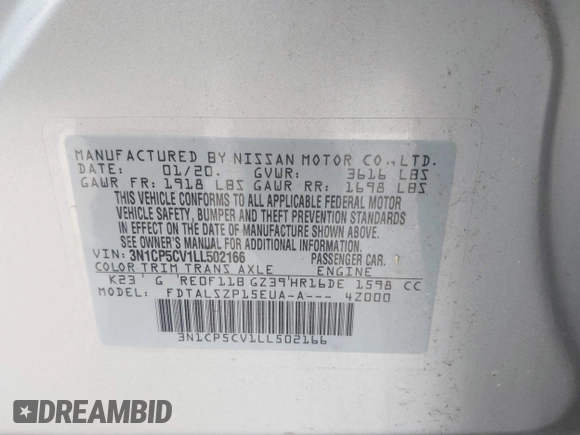 MANUFACTURED BY NISSAN MOTOR CO., LTD.
DATE: 01/20. GVWR: 3616 LBS
GAWR FR: 1918 LBS GAWR RR: 1698 LBS
THIS VEHICLE CONFORMS TO ALL APPLICABLE FEDERAL MOTOR
VEHICLE SAFETY, BUMPER AND THEFT PREVENTION STANDARDS
IN EFFECT ON THE DATE OF MANUFACTURE SHOWN ABOVE.
SEE OWNER'S MANUAL FOR ADDITIONAL INFORMATION.
VIN: 3N1CP5CV1LL502166 PASSENGER CAR
COLOR TRIM TRANS AXLE ENGINE
K23 G RE0F11B GZ39 HR16DE 1598 CC
MODEL: FDTALSZP15EUA-A--- 4Z000
3N1CP5CV1LL502166
DREAMBID